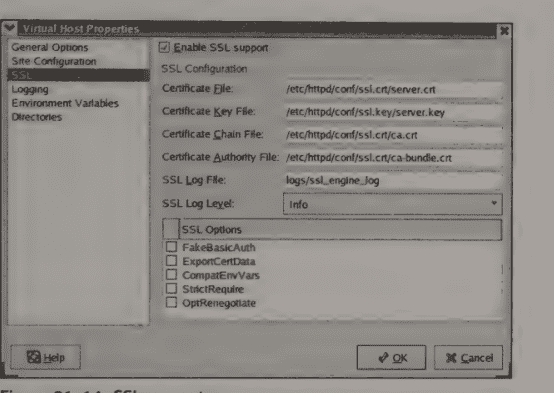 Virtual Host Properties
General Options
Site Configuration
SSL
Logging
Environment Variables
Directories
Enable SSL support
SSL Configuration
Certificate File: /etc/httpd/conf/ssl.crt/server.crt
Certificate Key File: /etc/httpd/conf/ssl.key/server.key
Certificate Chain File: /etc/httpd/conf/ssl.crt/ca.crt
Certificate Authority File: /etc/httpd/conf/ssl.crt/ca-bundle.crt
SSL Log File: logs/ssl_engine_log
SSL Log Level: Info
SSL Options
FakeBasicAuth
ExportCertData
CompatEnvVars
StrictRequire
OptRenegotiate
Help
OK
Cancel